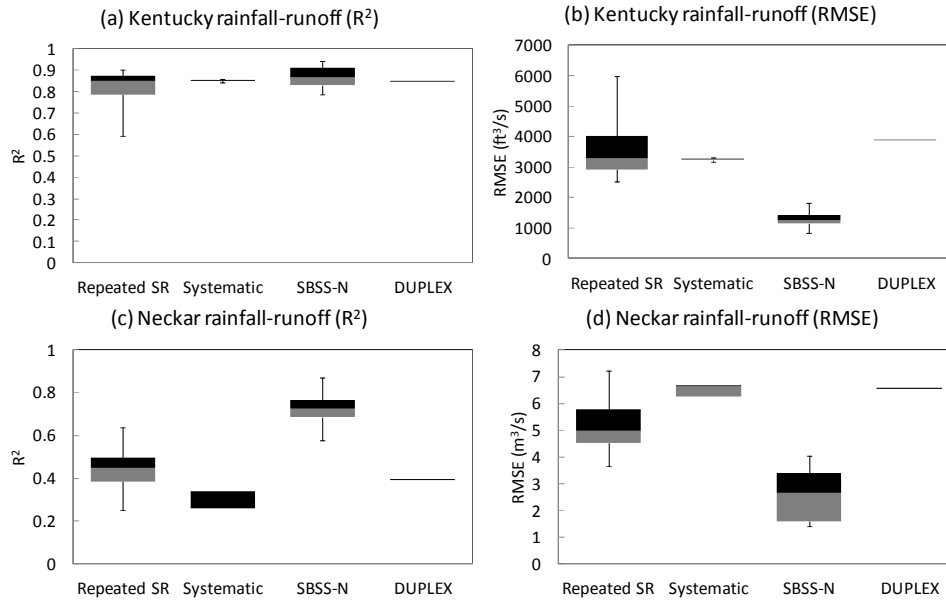 (a) Kentucky rainfall-runoff (R²)
1
0.9
0.8
0.7
0.6
0.5
0.4
0.3
0.2
0.1
0
R²
Repeated SR Systematic SBSS-N DUPLEX
(b) Kentucky rainfall-runoff (RMSE)
7000
6000
5000
4000
3000
2000
1000
0
RMSE (ft³/s)
Repeated SR Systematic SBSS-N DUPLEX
(c) Neckar rainfall-runoff (R²)
1
0.8
0.6
0.4
0.2
0
R²
Repeated SR Systematic SBSS-N DUPLEX
(d) Neckar rainfall-runoff (RMSE)
8
7
6
5
4
3
2
1
0
RMSE (m³/s)
Repeated SR Systematic SBSS-N DUPLEX